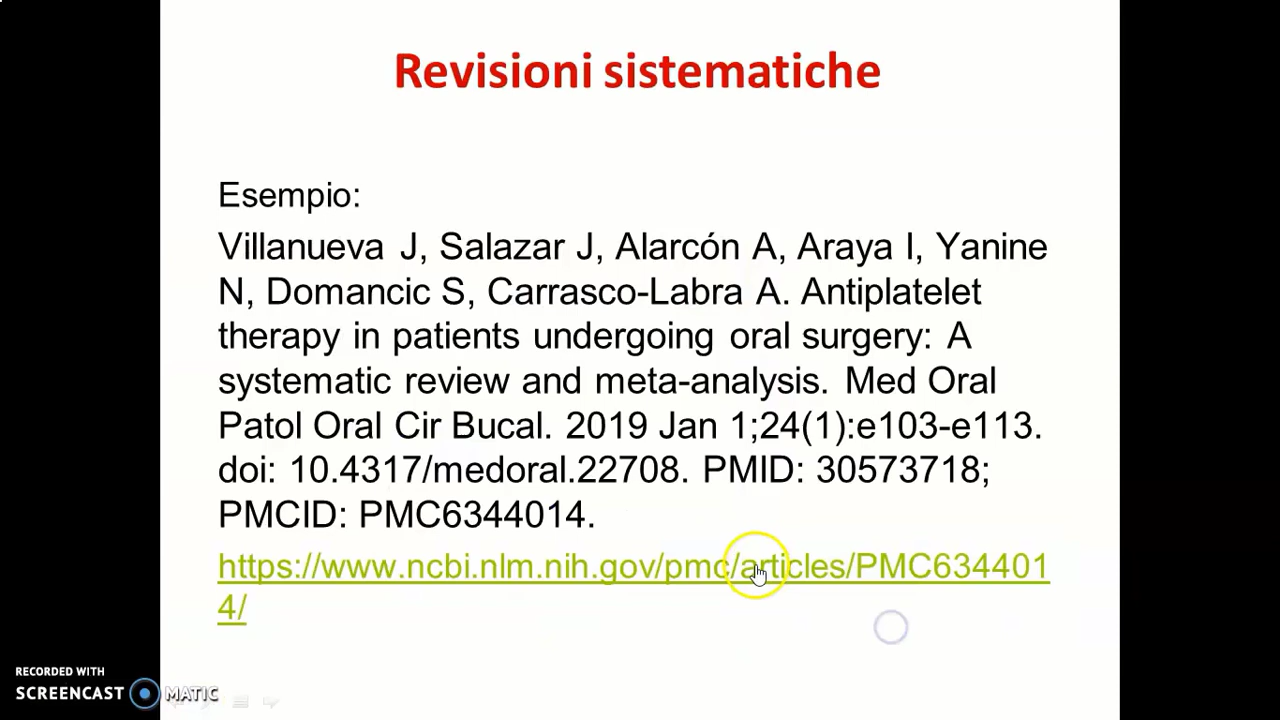 Revisioni sistematiche
Esempio:
Villanueva J, Salazar J, Alarcón A, Araya I, Yanine
N, Domancic S, Carrasco-Labra A. Antiplatelet
therapy in patients undergoing oral surgery: A
systematic review and meta-analysis. Med Oral
Patol Oral Cir Bucal. 2019 Jan 1;24(1):e103-e113.
doi: 10.4317/medoral.22708. PMID: 30573718;
PMCID: PMC6344014.
https://www.ncbi.nlm.nih.gov/pmc/articles/PMC634401
4/
RECORDED WITH
SCREENCAST MATIC